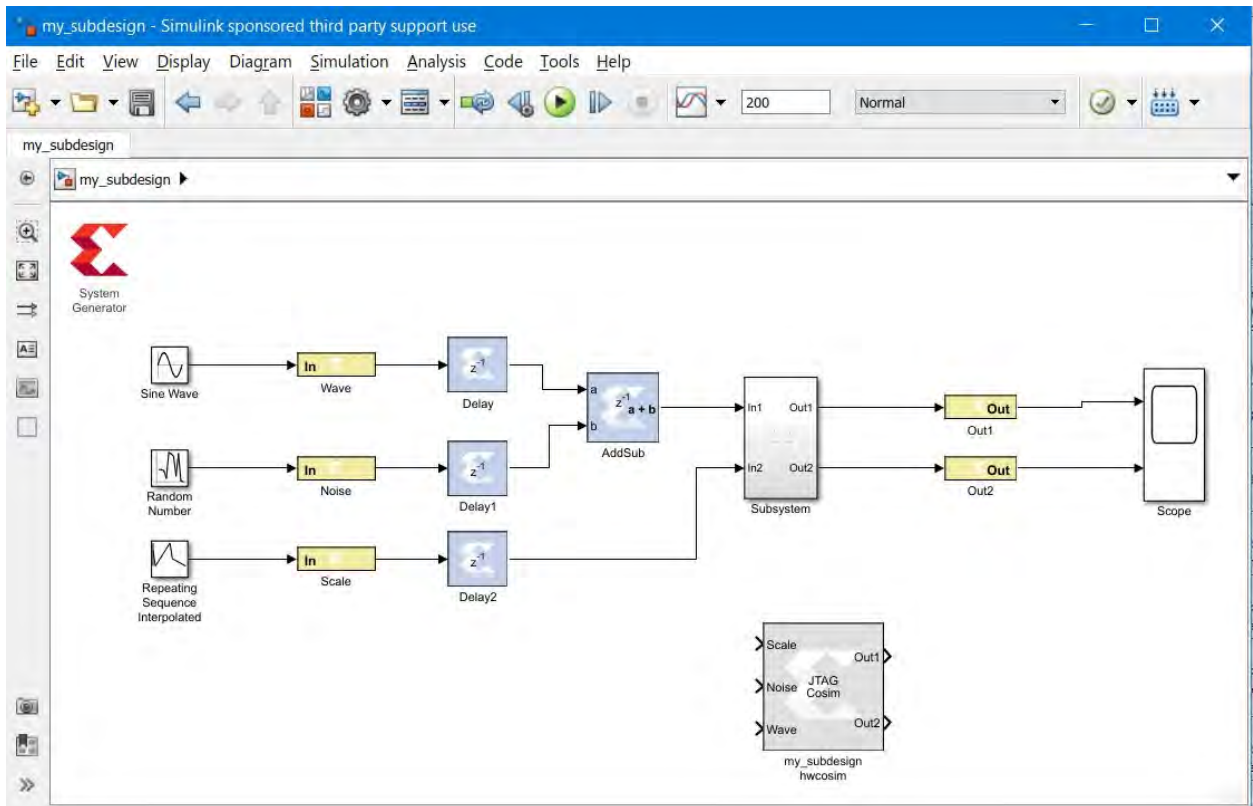 my_subdesign - Simulink sponsored third party support use
File Edit View Display Diagram Simulation Analysis Code Tools Help
200 Normal
my_subdesign
my_subdesign
System
Generator
Sine Wave
In
Wave
z-1
Delay
a
b
z-1 a + b
AddSub
Random
Number
In
Noise
z-1
Delay1
Repeating
Sequence
Interpolated
In
Scale
z-1
Delay2
In1 Out1
In2 Out2
Subsystem
Out
Out1
Out
Out2
Scope
Scale
Noise
Wave
JTAG
Cosim
Out1
Out2
my_subdesign
hwcosim